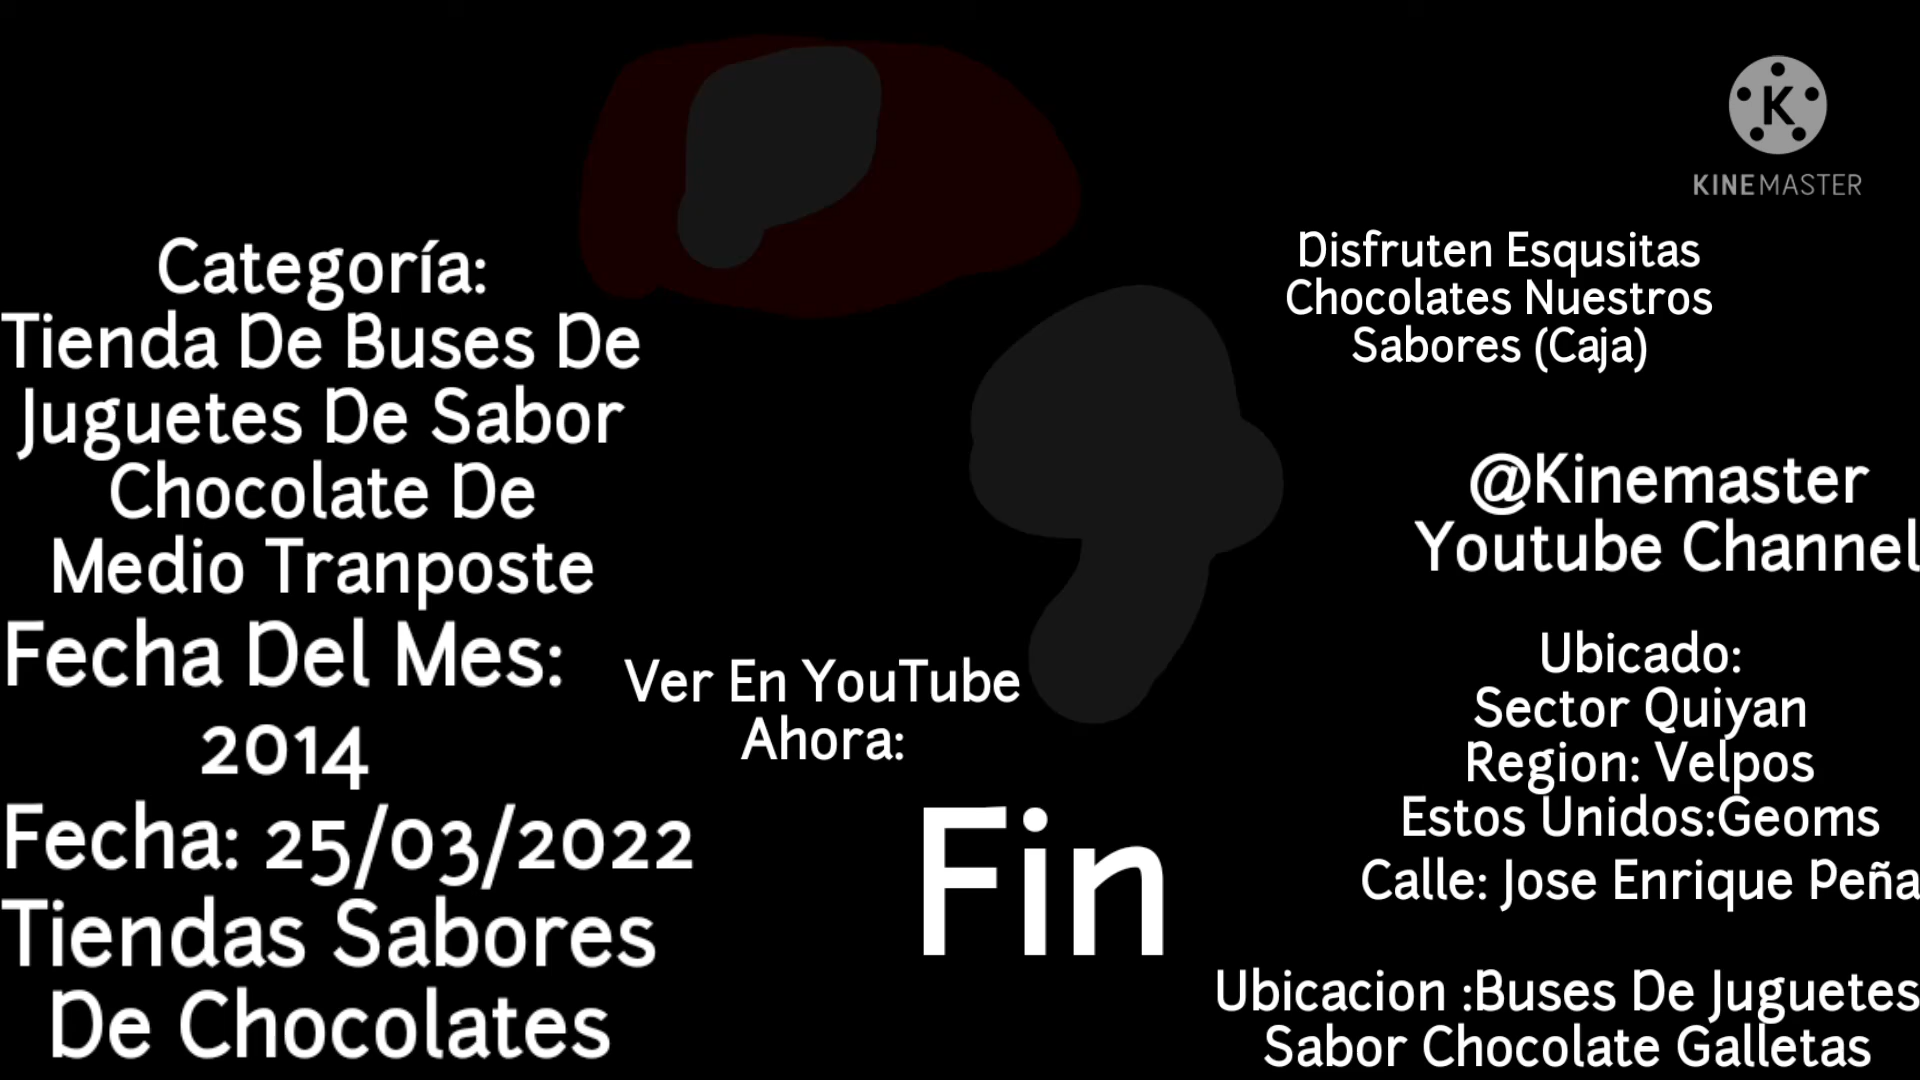 Categoría:
Tienda De Buses De
Juguetes De Sabor
Chocolate De
Medio Tranposte
Fecha Del Mes:
2014
Fecha: 25/03/2022
Tiendas Sabores
De Chocolates
Ver En YouTube
Ahora:
Fin
KINEMASTER
Disfruten Esqusitas
Chocolates Nuestros
Sabores (Caja)
@Kinemaster
Youtube Channel
Ubicado:
Sector Quiyan
Region: Velpos
Estos Unidos:Geoms
Calle: Jose Enrique Peña
Ubicacion :Buses De Juguetes
Sabor Chocolate Galletas